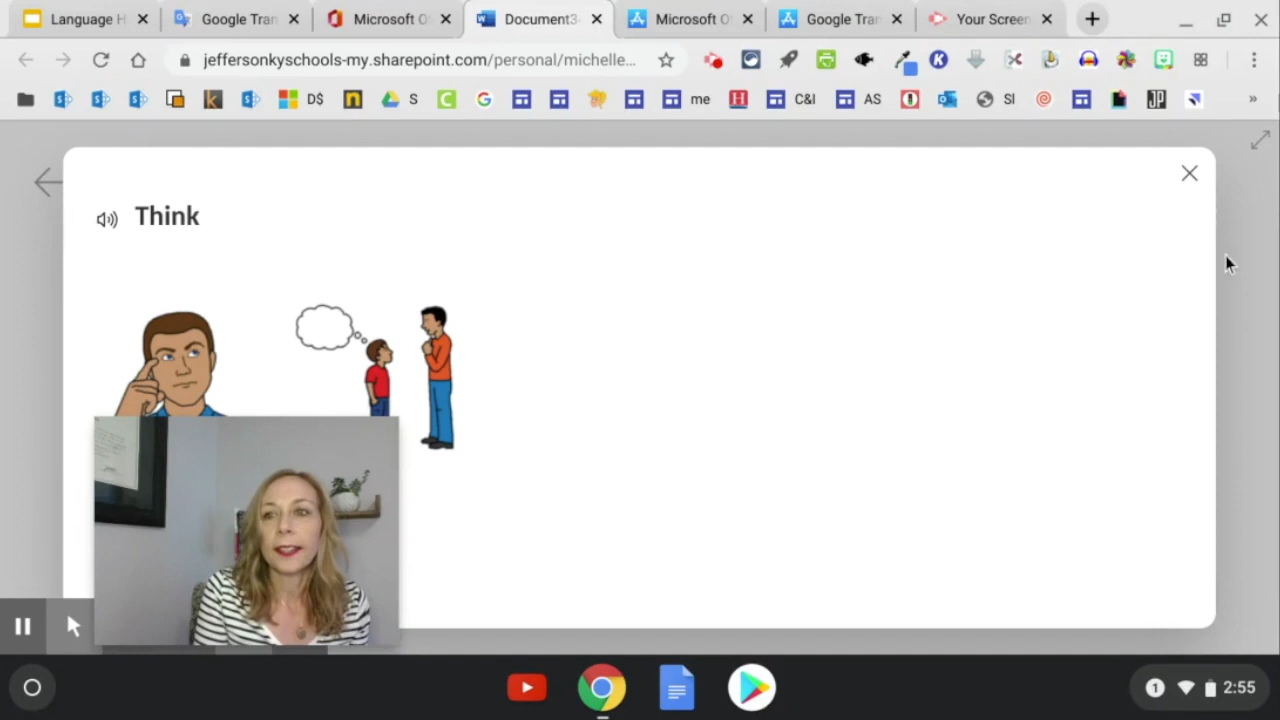 Language H
Google Tran
Microsoft O
Document3
Microsoft O
Google Tran
Your Screen
jeffersonkyschools-my.sharepoint.com/personal/michelle...
D$
S
me
C&I
AS
SI
JP
Think
1 2:55